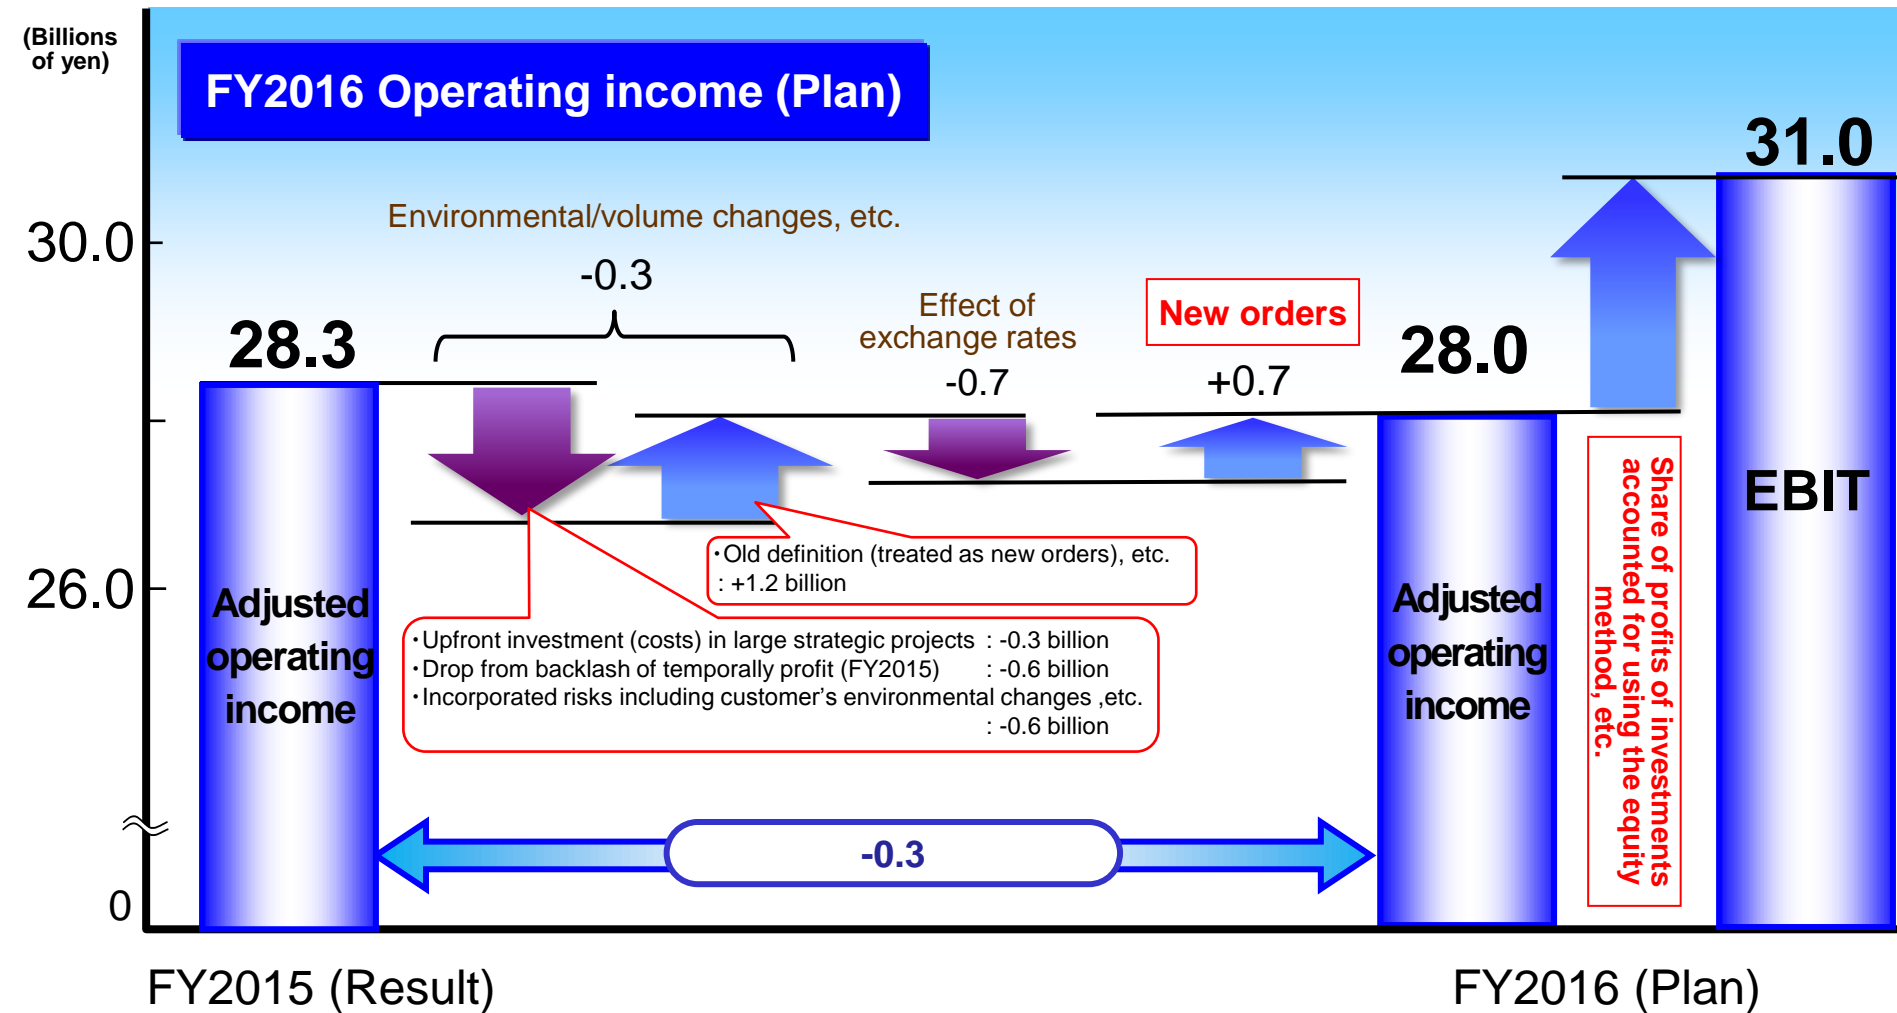 (Billions
of yen)
FY2016 Operating income (Plan)
31.0
30.0
Environmental/volume changes, etc.
-0.3
Effect of
exchange rates
-0.7
New orders
+0.7
28.3
28.0
26.0
・Old definition (treated as new orders), etc.
: +1.2 billion
・Upfront investment (costs) in large strategic projects : -0.3 billion
・Drop from backlash of temporally profit (FY2015) : -0.6 billion
・Incorporated risks including customer's environmental changes ,etc.
: -0.6 billion
Adjusted
operating
income
Adjusted
operating
income
Share of profits of investments
accounted for using the equity
method, etc.
EBIT
-0.3
0
FY2015 (Result)
FY2016 (Plan)